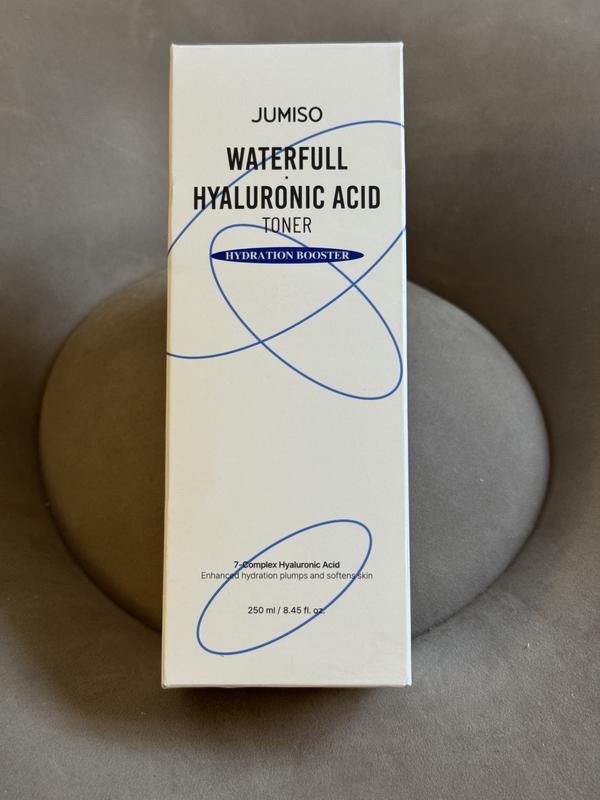 JUMISO
WATERFULL
HYALURONIC ACID
TONER
HYDRATION BOOSTER
7-Complex Hyaluronic Acid
Enhanced hydration plumps and softens skin
250 ml / 8.45 fl. oz.